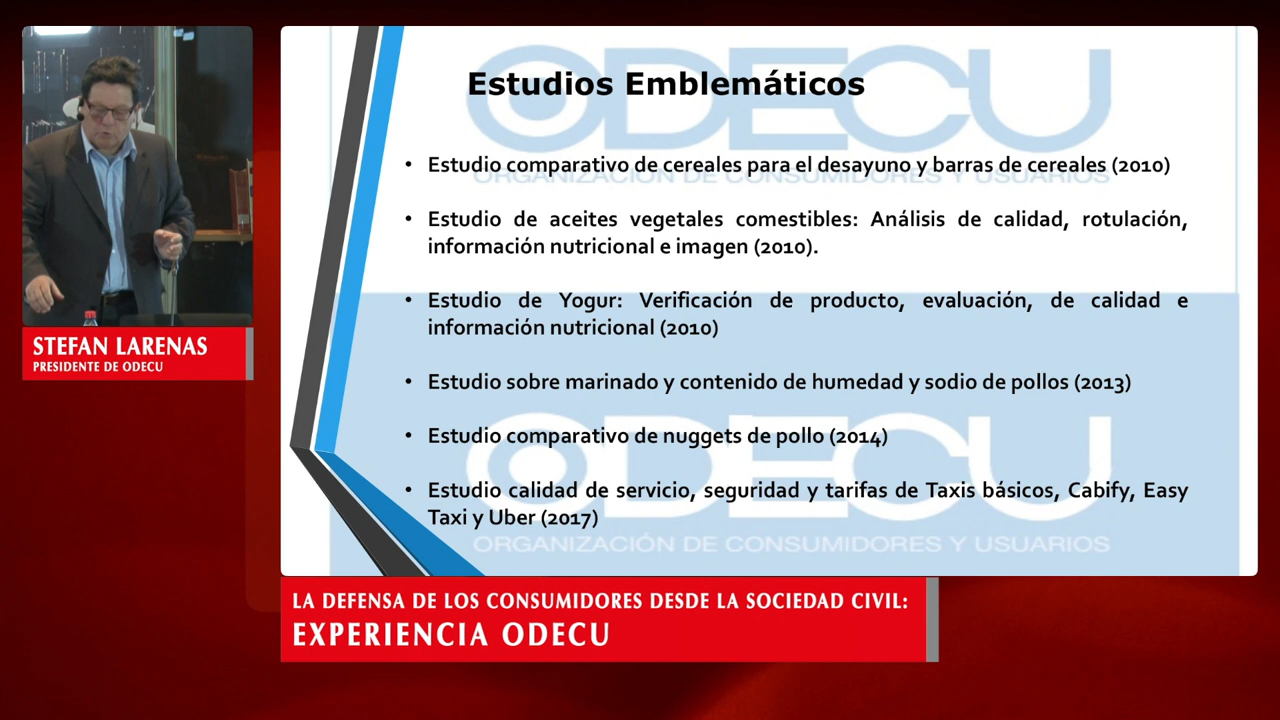 STEFAN LARENAS
PRESIDENTE DE ODECU
ODECU
ORGANIZACIÓN DE CONSUMIDORES Y USUARIOS
Estudios Emblemáticos
• Estudio comparativo de cereales para el desayuno y barras de cereales (2010)
• Estudio de aceites vegetales comestibles: Análisis de calidad, rotulación,
información nutricional e imagen (2010).
• Estudio de Yogur: Verificación de producto, evaluación, de calidad e
información nutricional (2010)
• Estudio sobre marinado y contenido de humedad y sodio de pollos (2013)
• Estudio comparativo de nuggets de pollo (2014)
• Estudio calidad de servicio, seguridad y tarifas de Taxis básicos, Cabify, Easy
Taxi y Uber (2017)
ODECU
ORGANIZACIÓN DE CONSUMIDORES Y USUARIOS
LA DEFENSA DE LOS CONSUMIDORES DESDE LA SOCIEDAD CIVIL:
EXPERIENCIA ODECU